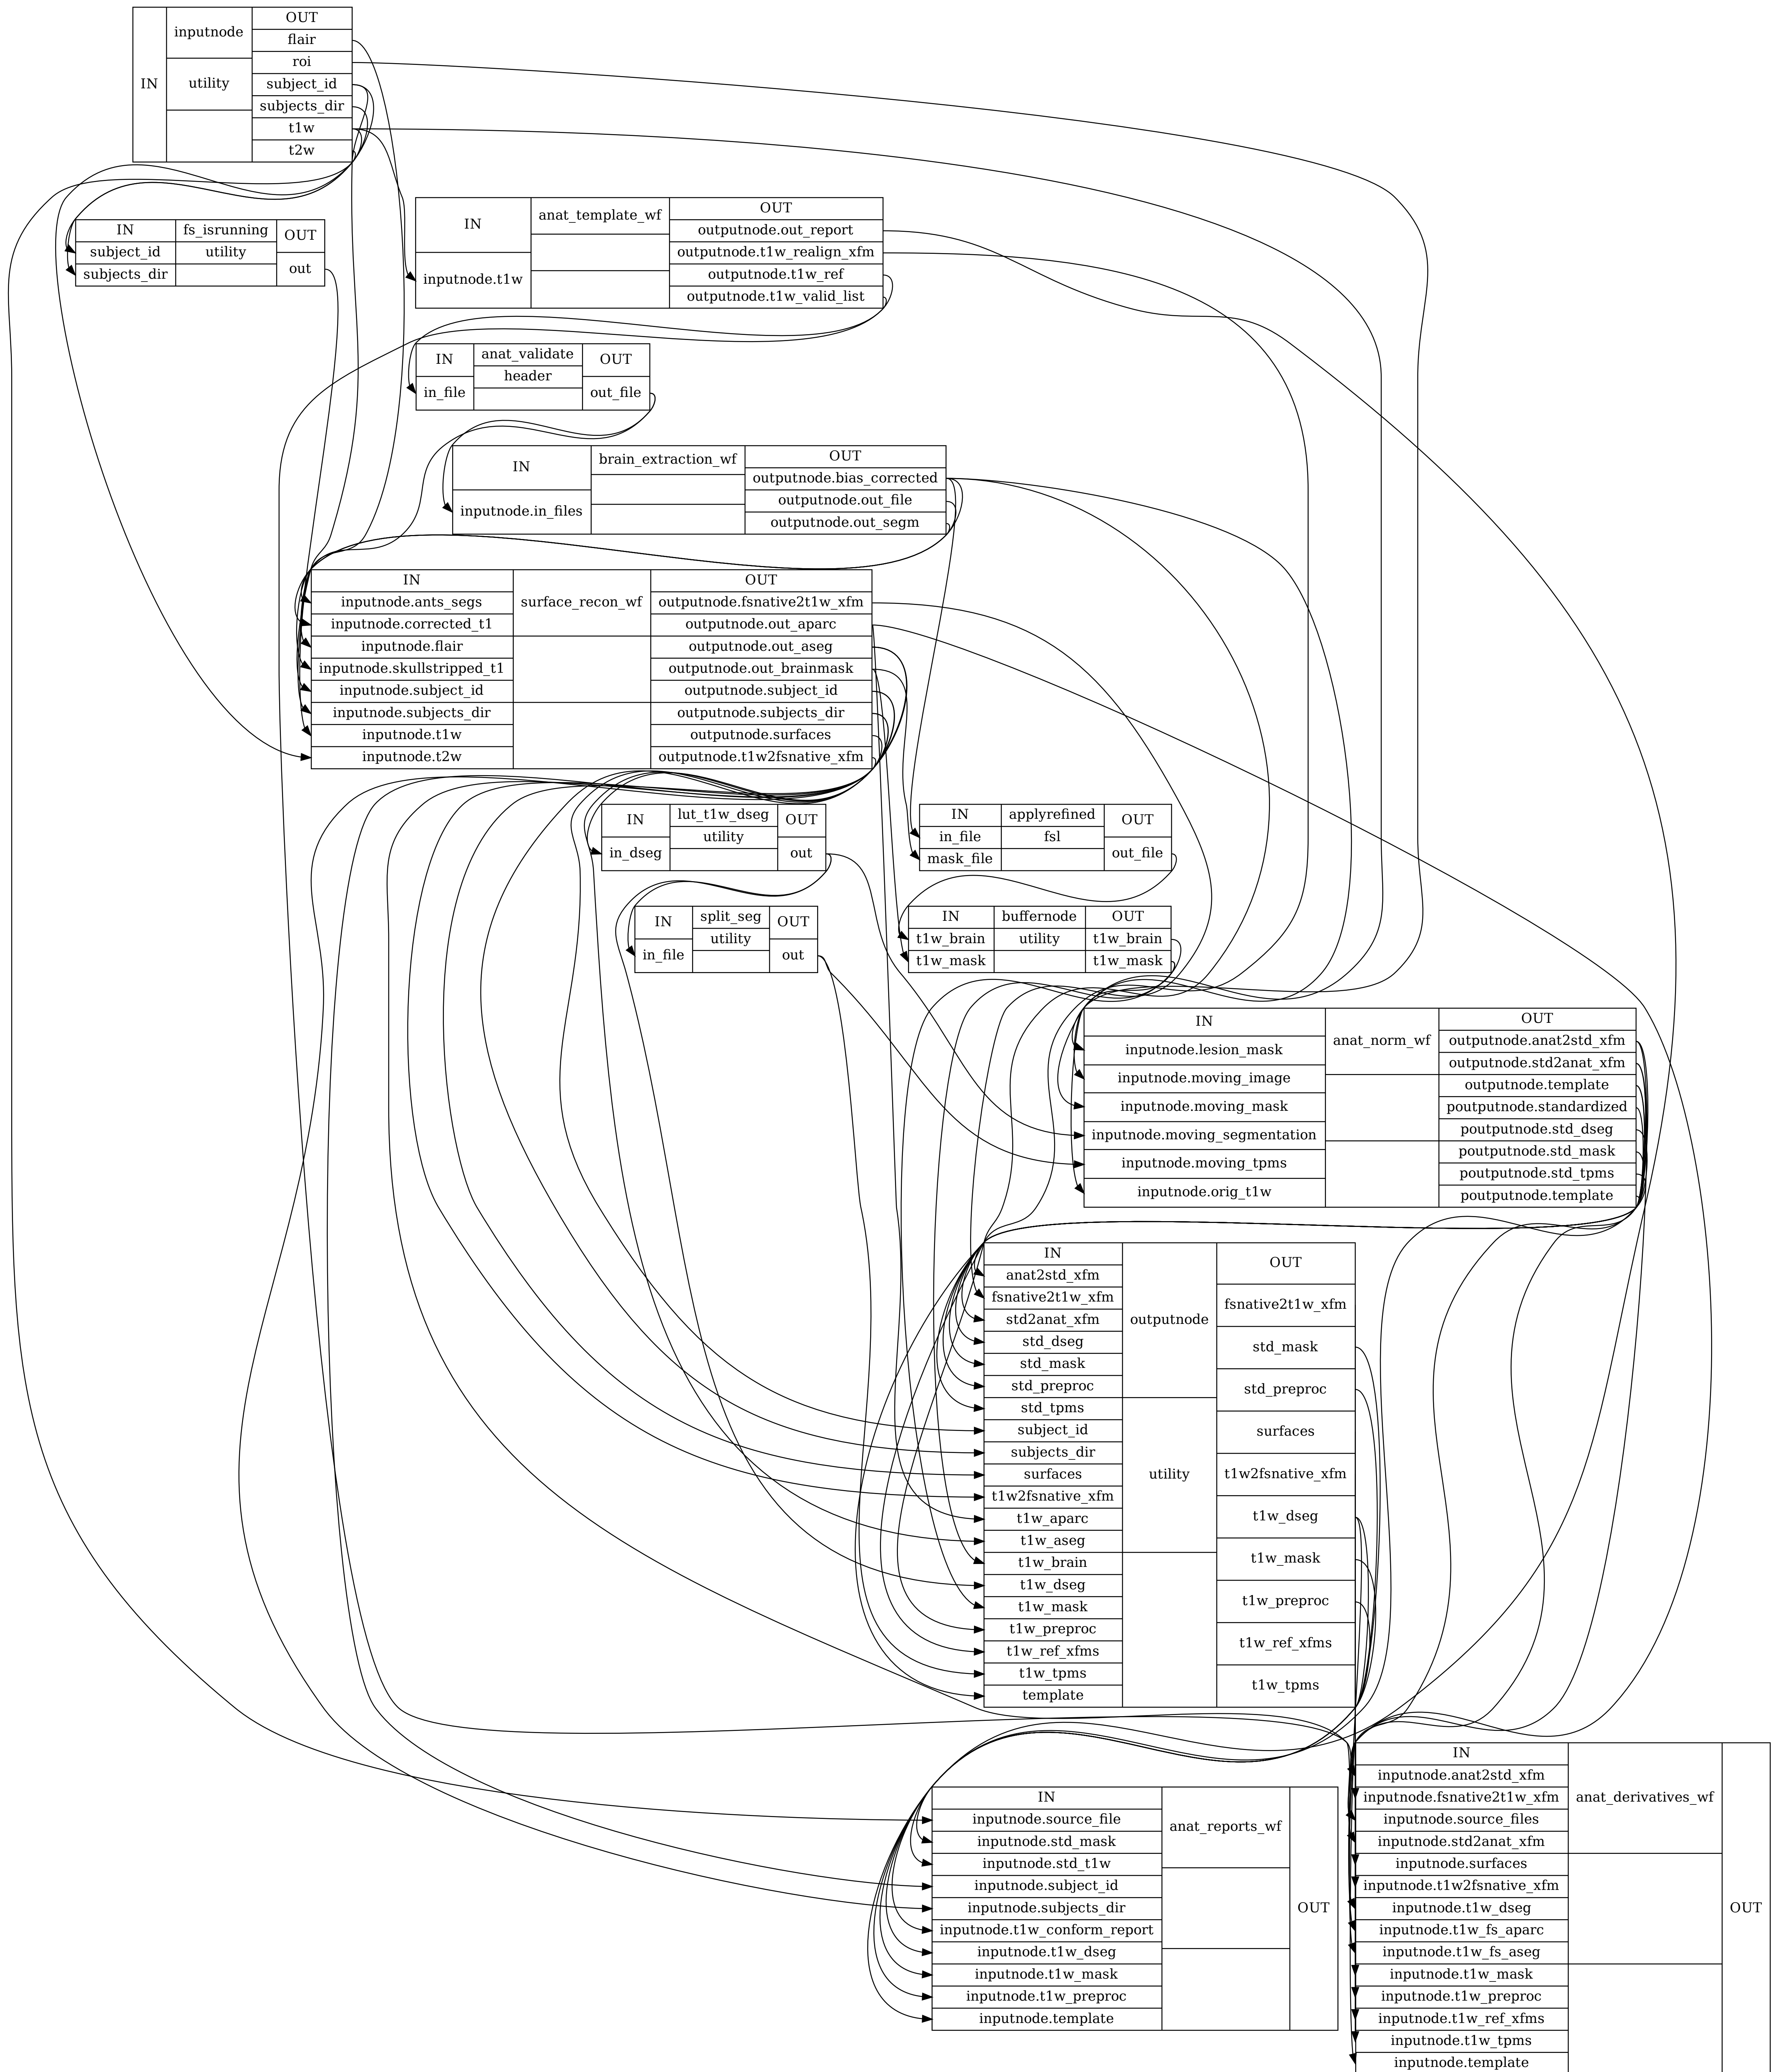 IN
inputnode
utility
OUT
flair
roi
subject_id
subjects_dir
t1w
t2w
IN
subject_id
subjects_dir
fs_isrunning
utility
OUT
out
IN
inputnode.t1w
anat_template_wf
OUT
outputnode.out_report
outputnode.t1w_realign_xfm
outputnode.t1w_ref
outputnode.t1w_valid_list
IN
in_file
anat_validate
header
OUT
out_file
IN
inputnode.in_files
brain_extraction_wf
OUT
outputnode.bias_corrected
outputnode.out_file
outputnode.out_segm
IN
inputnode.ants_segs
inputnode.corrected_t1
inputnode.flair
inputnode.skullstripped_t1
inputnode.subject_id
inputnode.subjects_dir
inputnode.t1w
inputnode.t2w
surface_recon_wf
OUT
outputnode.fsnative2t1w_xfm
outputnode.out_aparc
outputnode.out_aseg
outputnode.out_brainmask
outputnode.subject_id
outputnode.subjects_dir
outputnode.surfaces
outputnode.t1w2fsnative_xfm
IN
in_dseg
lut_t1w_dseg
utility
OUT
out
IN
in_file
mask_file
applyrefined
fsl
OUT
out_file
IN
in_file
split_seg
utility
OUT
out
IN
t1w_brain
t1w_mask
buffernode
utility
OUT
t1w_brain
t1w_mask
IN
inputnode.lesion_mask
inputnode.moving_image
inputnode.moving_mask
inputnode.moving_segmentation
inputnode.moving_tpms
inputnode.orig_t1w
anat_norm_wf
OUT
outputnode.anat2std_xfm
outputnode.std2anat_xfm
outputnode.template
poutputnode.standardized
poutputnode.std_dseg
poutputnode.std_mask
poutputnode.std_tpms
poutputnode.template
IN
anat2std_xfm
fsnative2t1w_xfm
std2anat_xfm
std_dseg
std_mask
std_preproc
std_tpms
subject_id
subjects_dir
surfaces
t1w2fsnative_xfm
t1w_aparc
t1w_aseg
t1w_brain
t1w_dseg
t1w_mask
t1w_preproc
t1w_ref_xfms
t1w_tpms
template
outputnode
utility
OUT
fsnative2t1w_xfm
std_mask
std_preproc
surfaces
t1w2fsnative_xfm
t1w_dseg
t1w_mask
t1w_preproc
t1w_ref_xfms
t1w_tpms
IN
inputnode.source_file
inputnode.std_mask
inputnode.std_t1w
inputnode.subject_id
inputnode.subjects_dir
inputnode.t1w_conform_report
inputnode.t1w_dseg
inputnode.t1w_mask
inputnode.t1w_preproc
inputnode.template
anat_reports_wf
OUT
IN
inputnode.anat2std_xfm
inputnode.fsnative2t1w_xfm
inputnode.source_files
inputnode.std2anat_xfm
inputnode.surfaces
inputnode.t1w2fsnative_xfm
inputnode.t1w_dseg
inputnode.t1w_fs_aparc
inputnode.t1w_fs_aseg
inputnode.t1w_mask
inputnode.t1w_preproc
inputnode.t1w_ref_xfms
inputnode.t1w_tpms
inputnode.template
anat_derivatives_wf
OUT